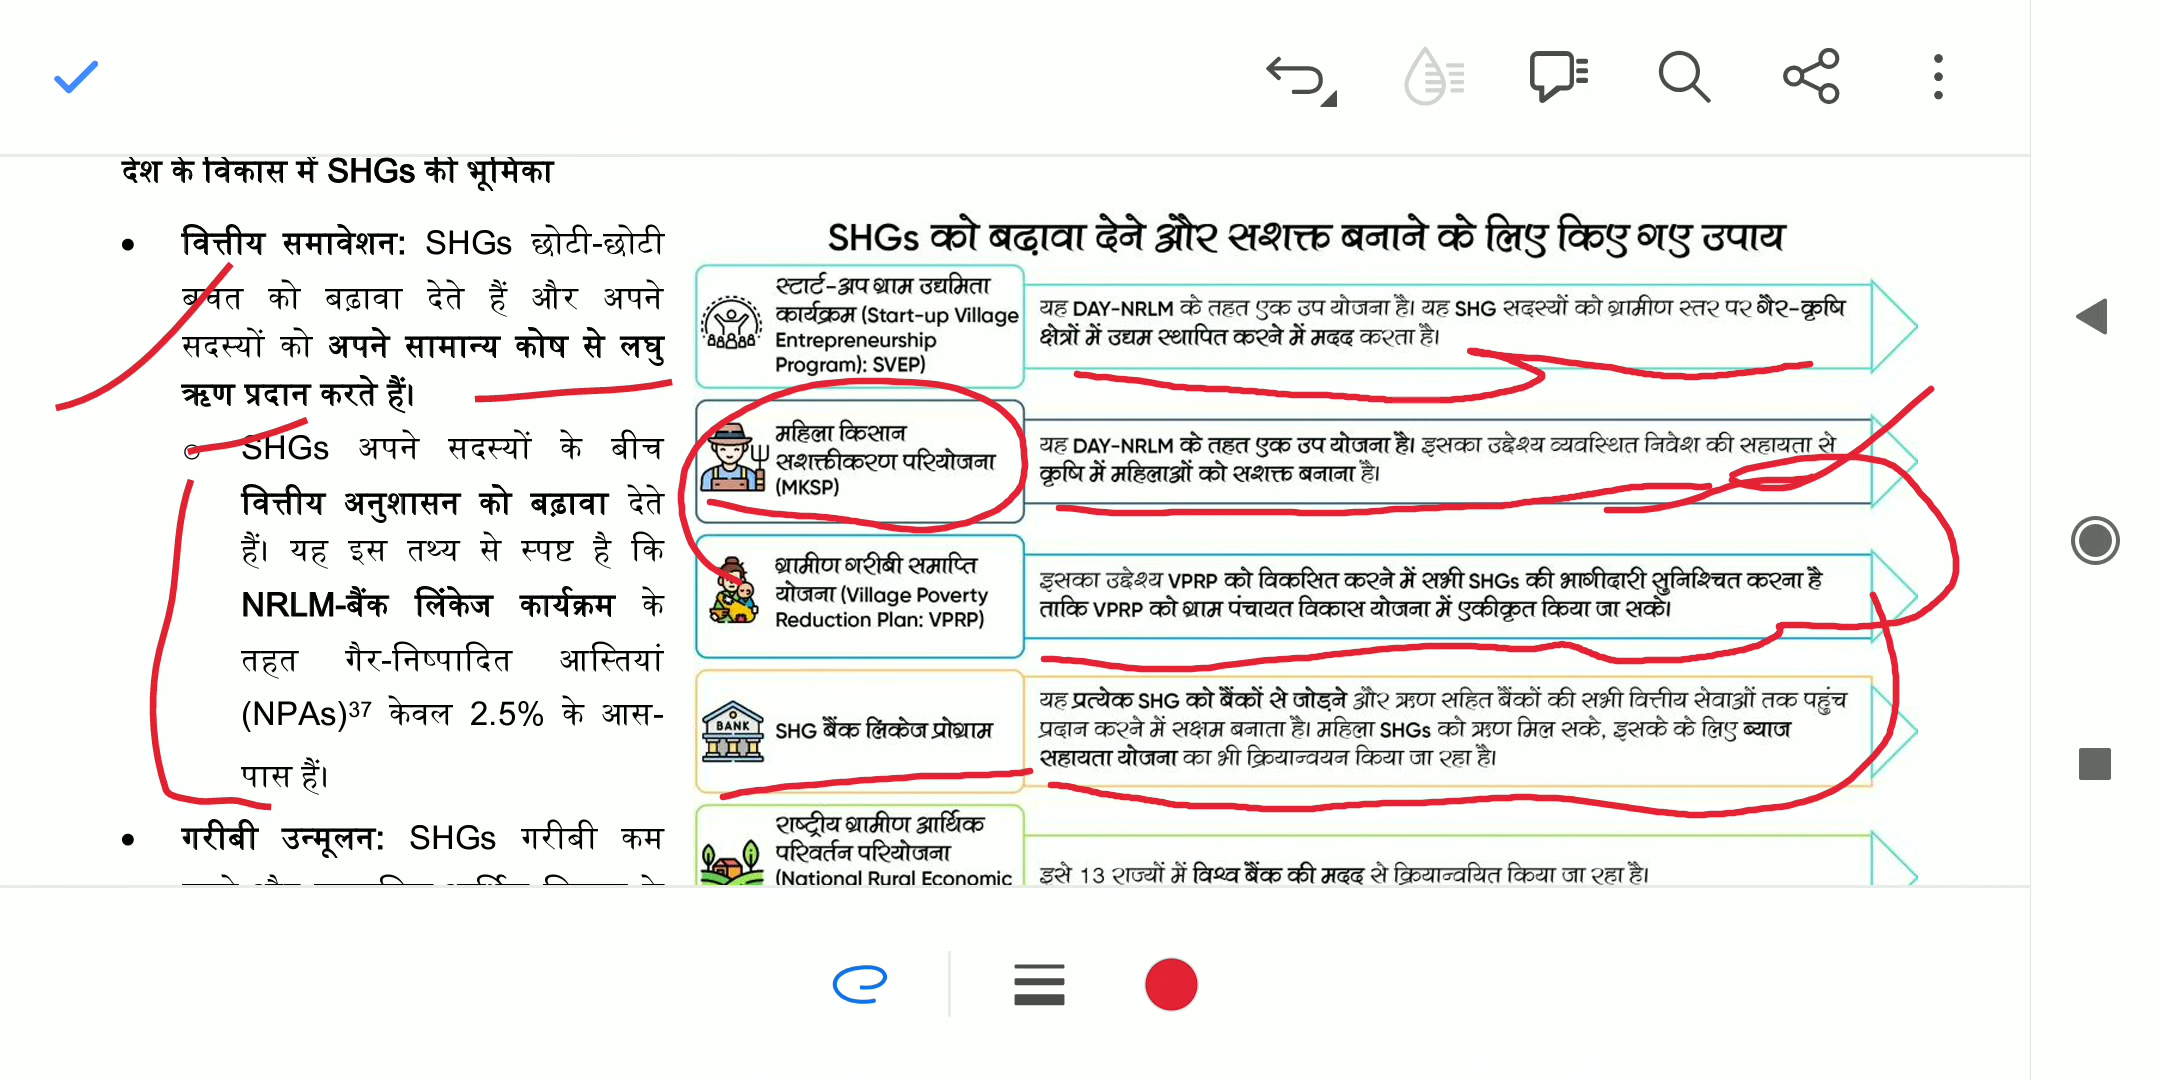 देश के विकास में SHGs की भूमिका
वित्तीय समावेशन: SHGs छोटी-छोटी
बचत को बढ़ावा देते हैं और अपने
सदस्यों को अपने सामान्य कोष से लघु
ऋण प्रदान करते हैं।
SHGs अपने सदस्यों के बीच
वित्तीय अनुशासन को बढ़ावा देते
हैं। यह इस तथ्य से स्पष्ट है कि
NRLM-बैंक लिंकेज कार्यक्रम के
तहत गैर-निष्पादित आस्तियां
(NPAs)³⁷ केवल 2.5% के आस-
पास हैं।
गरीबी उन्मूलन: SHGs गरीबी कम
SHGs को बढ़ावा देने और सशक्त बनाने के लिए किए गए उपाय
स्टार्ट-अप ग्राम उद्यमिता
कार्यक्रम (Start-up Village
Entrepreneurship
Program): SVEP)
यह DAY-NRLM के तहत एक उप योजना है। यह SHG सदस्यों को ग्रामीण स्तर पर गैर-कृषि
क्षेत्रों में उद्यम स्थापित करने में मदद करता है।
महिला किसान
सशक्तीकरण परियोजना
(MKSP)
यह DAY-NRLM के तहत एक उप योजना है। इसका उद्देश्य व्यवस्थित निवेश की सहायता से
कृषि में महिलाओं को सशक्त बनाना है।
ग्रामीण गरीबी समाप्ति
योजना (Village Poverty
Reduction Plan: VPRP)
इसका उद्देश्य VPRP को विकसित करने में सभी SHGs की भागीदारी सुनिश्चित करना है
ताकि VPRP को ग्राम पंचायत विकास योजना में एकीकृत किया जा सके।
BANK
SHG बैंक लिंकेज प्रोग्राम
यह प्रत्येक SHG को बैंकों से जोड़ने और ऋण सहित बैंकों की सभी वित्तीय सेवाओं तक पहुंच
प्रदान करने में सक्षम बनाता है। महिला SHGs को ऋण मिल सके, इसके के लिए ब्याज
सहायता योजना का भी क्रियान्वयन किया जा रहा है।
राष्ट्रीय ग्रामीण आर्थिक
परिवर्तन परियोजना
(National Rural Economic
इसे 13 राज्यों में विश्व बैंक की मदद से क्रियान्वयित किया जा रहा है।